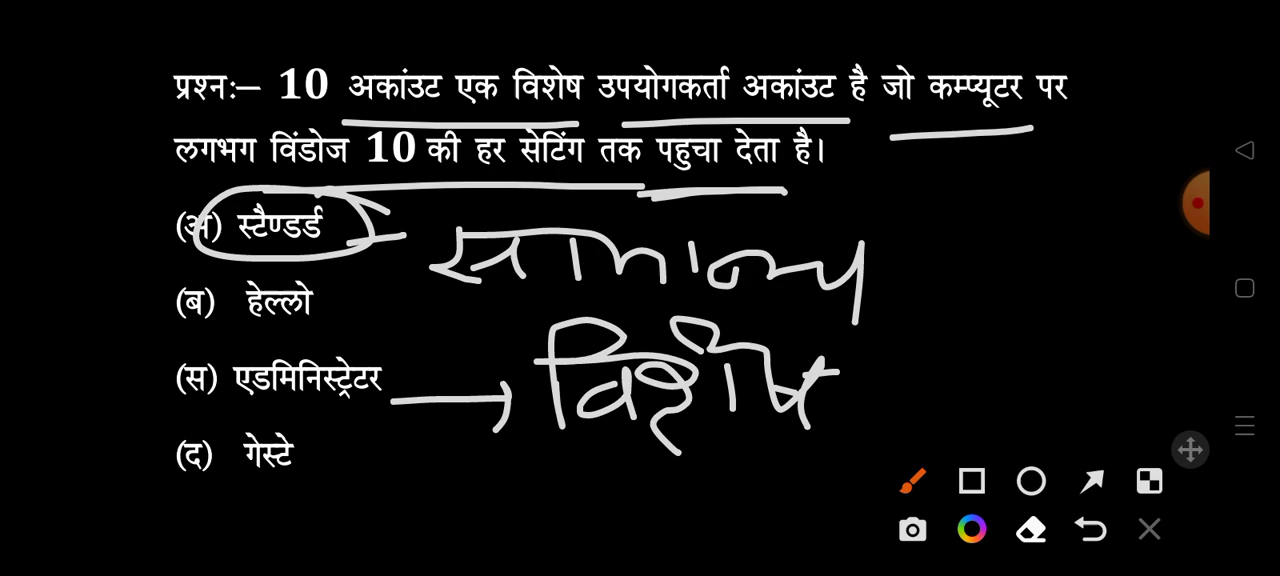 प्रश्नः– 10 अकांउट एक विशेष उपयोगकर्ता अकांउट है जो कम्प्यूटर पर
लगभग विंडोज 10 की हर सेटिंग तक पहुचा देता है।
(अ) स्टैण्डर्ड
सामान्य
(ब) हेल्लो
(स) एडमिनिस्ट्रेटर
विशेष
(द) गेस्टे